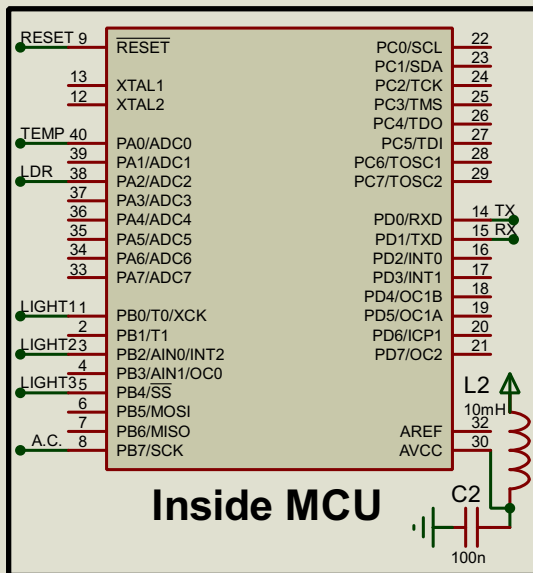 RESET 9 RESET PC0/SCL 22
PC1/SDA 23
13 XTAL1 PC2/TCK 24
12 XTAL2 PC3/TMS 25
PC4/TDO 26
TEMP 40 PA0/ADC0 PC5/TDI 27
39 PA1/ADC1 PC6/TOSC1 28
LDR 38 PA2/ADC2 PC7/TOSC2 29
37 PA3/ADC3
36 PA4/ADC4 PD0/RXD 14 TX
35 PA5/ADC5 PD1/TXD 15 RX
34 PA6/ADC6 PD2/INT0 16
33 PA7/ADC7 PD3/INT1 17
PD4/OC1B 18
LIGHT1 1 PB0/T0/XCK PD5/OC1A 19
2 PB1/T1 PD6/ICP1 20
LIGHT2 3 PB2/AIN0/INT2 PD7/OC2 21
4 PB3/AIN1/OC0
LIGHT3 5 PB4/SS L2
6 PB5/MOSI 10mH
7 PB6/MISO AREF 32
A.C. 8 PB7/SCK AVCC 30
Inside MCU C2
100n